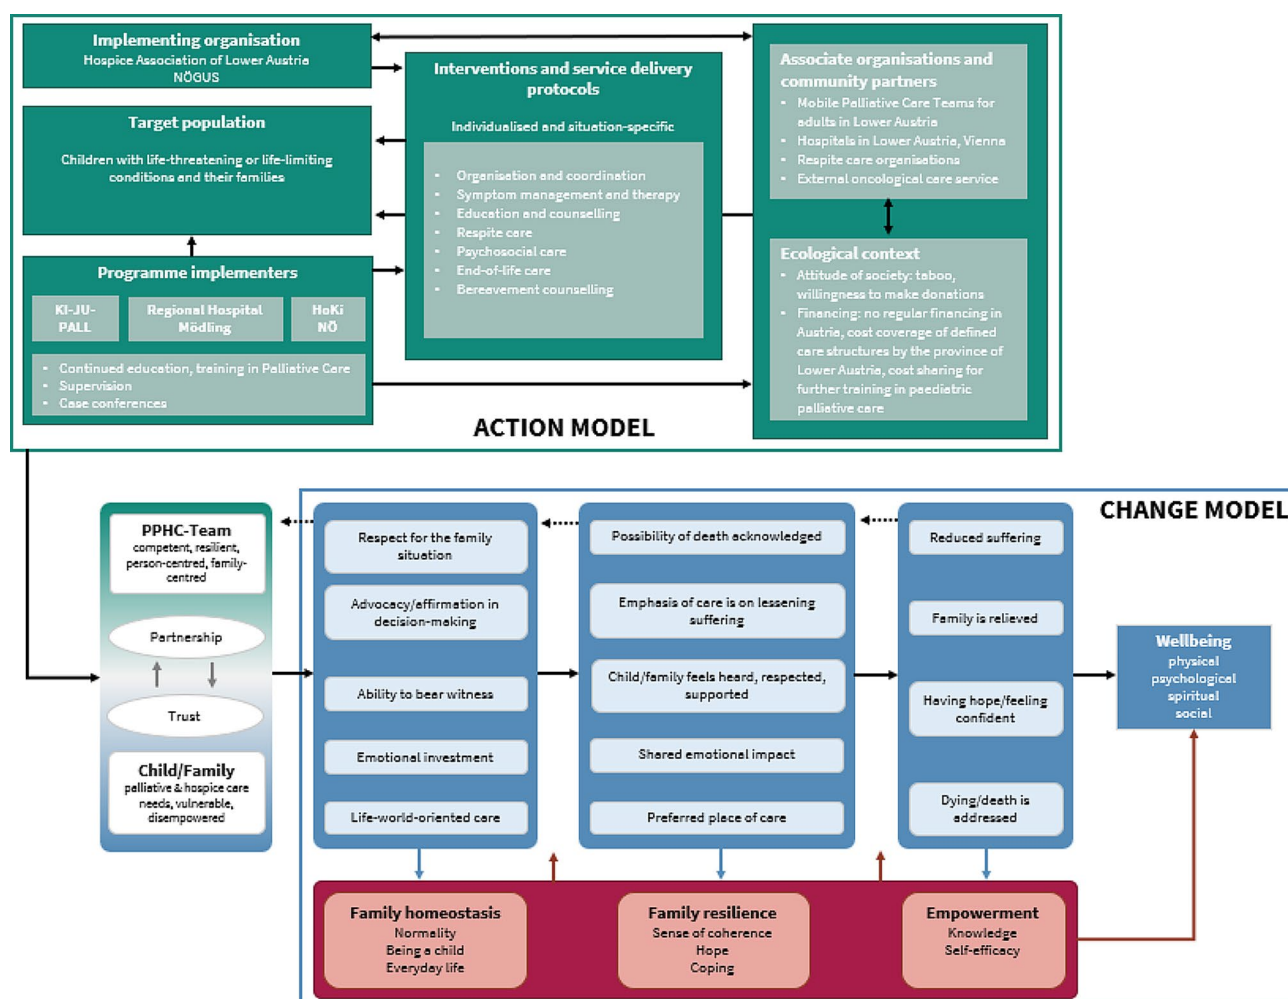 Implementing organisation
Hospice Association of Lower Austria
NÖGUS
Target population
Children with life-threatening or life-limiting
conditions and their families
Programme implementers
KI-JU-
PALL
Regional Hospital
Mödling
HoKi
NÖ
• Continued education, training in Palliative Care
• Supervision
• Case conferences
Interventions and service delivery
protocols
Individualised and situation-specific
• Organisation and coordination
• Symptom management and therapy
• Education and counselling
• Respite care
• Psychosocial care
• End-of-life care
• Bereavement counselling
Associate organisations and
community partners
• Mobile Palliative Care Teams for
adults in Lower Austria
• Hospitals in Lower Austria, Vienna
• Respite care organisations
• External oncological care service
Ecological context
• Attitude of society: taboo,
willingness to make donations
• Financing: no regular financing in
Austria, cost coverage of defined
care structures by the province of
Lower Austria, cost sharing for
further training in paediatric
palliative care
ACTION MODEL
CHANGE MODEL
PPHC-Team
competent, resilient,
person-centred, family-
centred
Partnership
Trust
Child/Family
palliative & hospice care
needs, vulnerable,
disempowered
Respect for the family
situation
Advocacy/affirmation in
decision-making
Ability to bear witness
Emotional investment
Life-world-oriented care
Possibility of death acknowledged
Emphasis of care is on lessening
suffering
Child/family feels heard, respected,
supported
Shared emotional impact
Preferred place of care
Reduced suffering
Family is relieved
Having hope/feeling
confident
Dying/death is
addressed
Wellbeing
physical
psychological
spiritual
social
Family homeostasis
Normality
Being a child
Everyday life
Family resilience
Sense of coherence
Hope
Coping
Empowerment
Knowledge
Self-efficacy